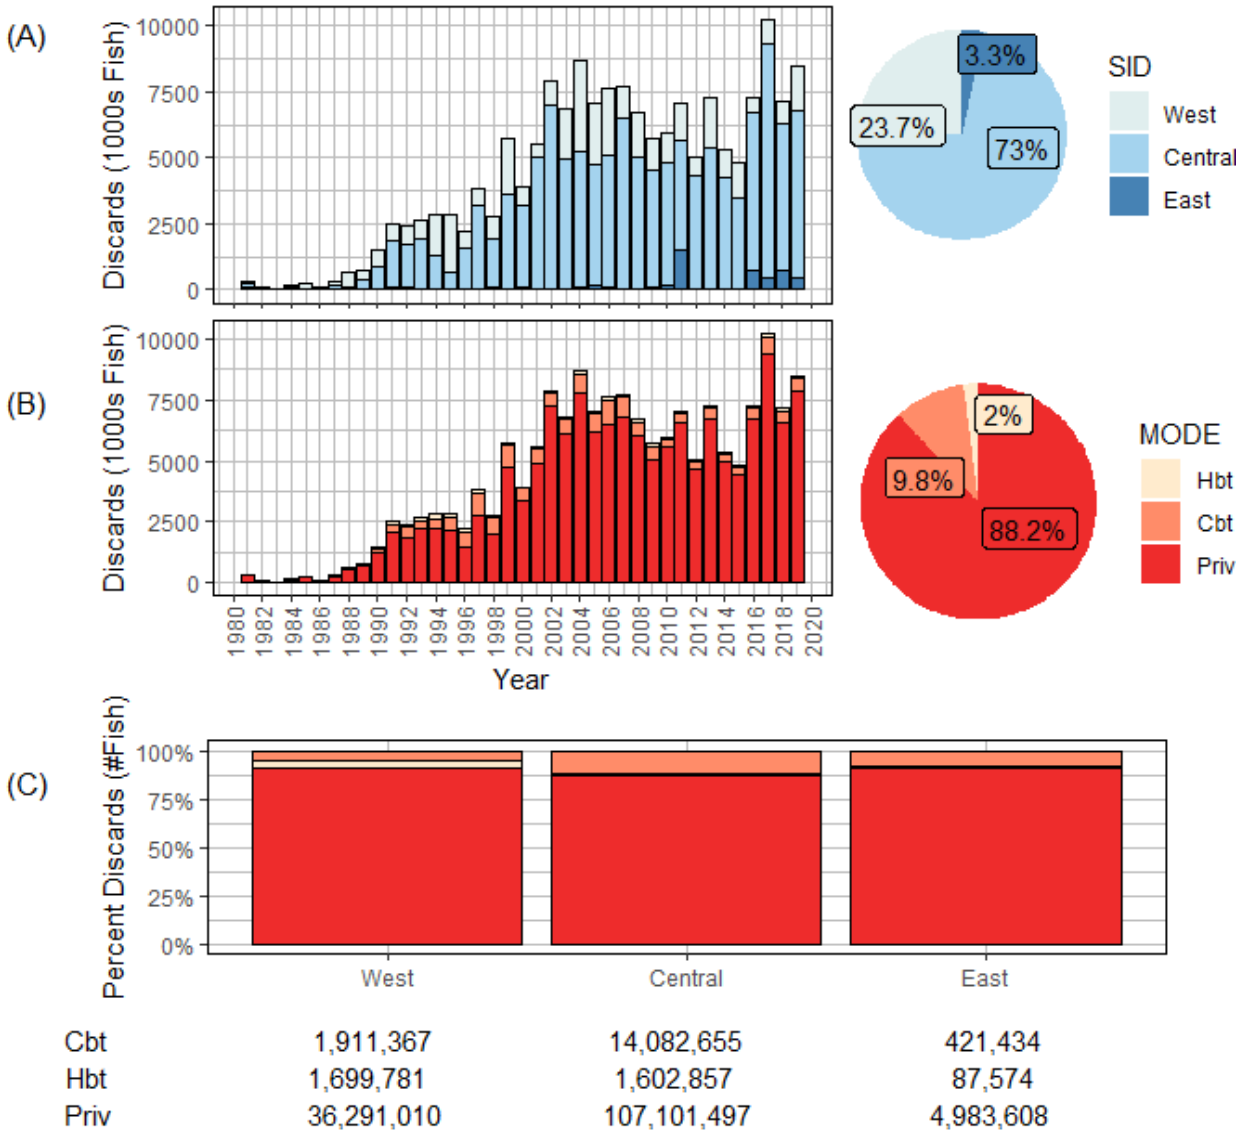 (A)
Discards (1000s Fish)
10000
7500
5000
2500
0
3.3%
23.7%
73%
SID
West
Central
East
(B)
Discards (1000s Fish)
10000
7500
5000
2500
0
1980
1982
1984
1986
1988
1990
1992
1994
1996
1998
2000
2002
2004
2006
2008
2010
2012
2014
2016
2018
2020
Year
2%
9.8%
88.2%
MODE
Hbt
Cbt
Priv
(C)
Percent Discards (#Fish)
100%
75%
50%
25%
0%
West Central East
Cbt 1,911,367 14,082,655 421,434
Hbt 1,699,781 1,602,857 87,574
Priv 36,291,010 107,101,497 4,983,608